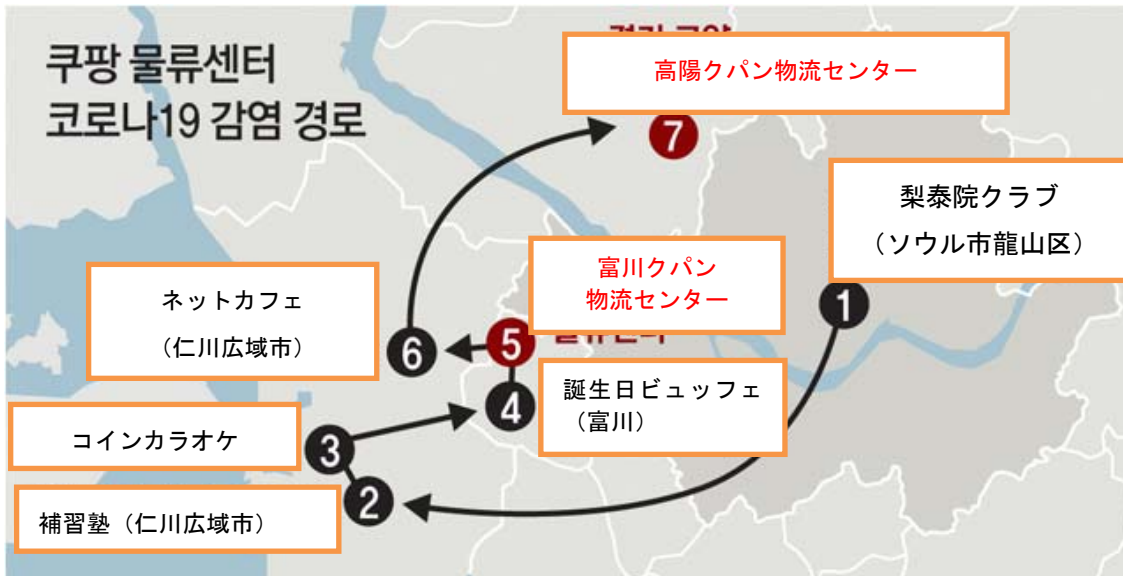 쿠팡 물류센터
코로나19 감염 경로
高陽クパン物流センター
7
梨泰院クラブ
（ソウル市龍山区）
富川クパン
物流センター
1
ネットカフェ
（仁川広域市）
6
5
4
誕生日ビュッフェ
（富川）
コインカラオケ
3
補習塾（仁川広域市）
2